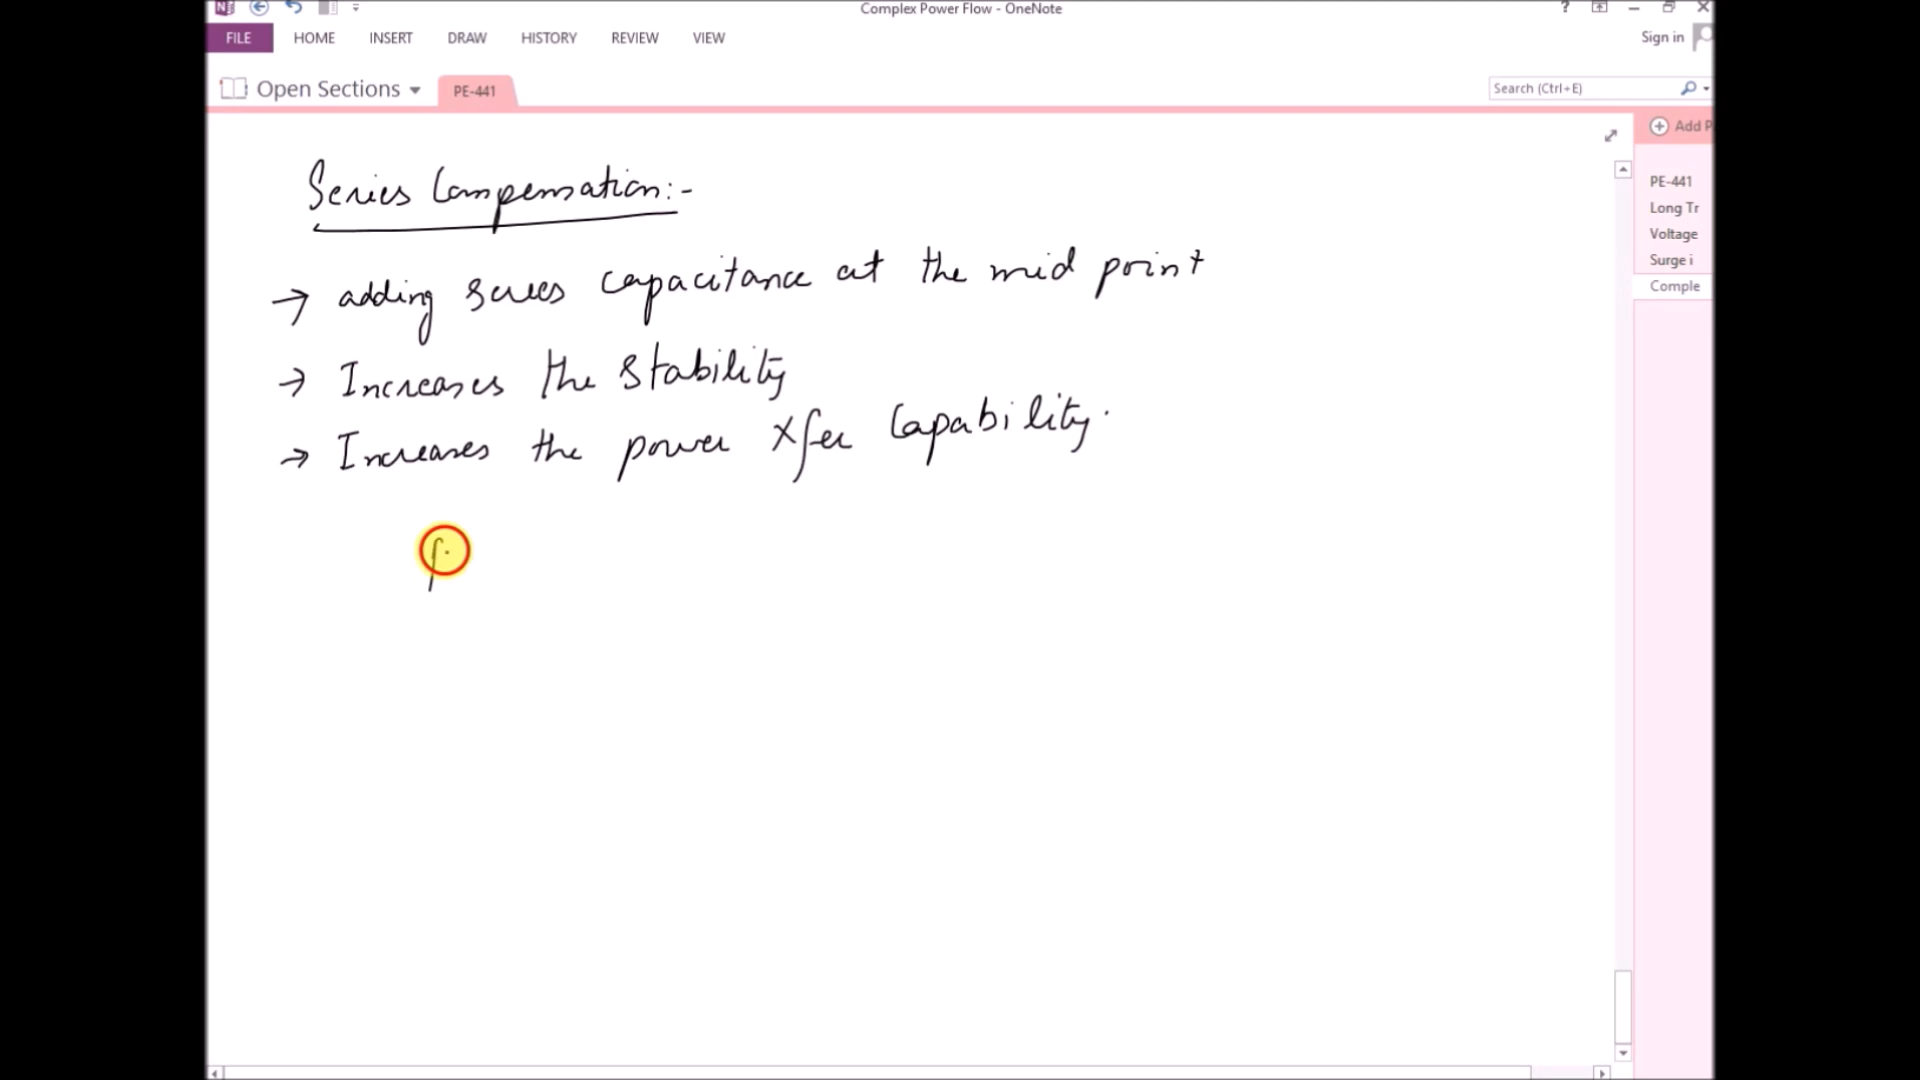 Complex Power Flow - OneNote
FILE HOME INSERT DRAW HISTORY REVIEW VIEW
Sign in
Open Sections PE-441
Search (Ctrl+E)
Add P
PE-441
Long Tr
Voltage
Surge i
Comple
Series Compensation:-
→ adding series capacitance at the mid point
→ Increases the stability
→ Increases the power Xfer Capability.